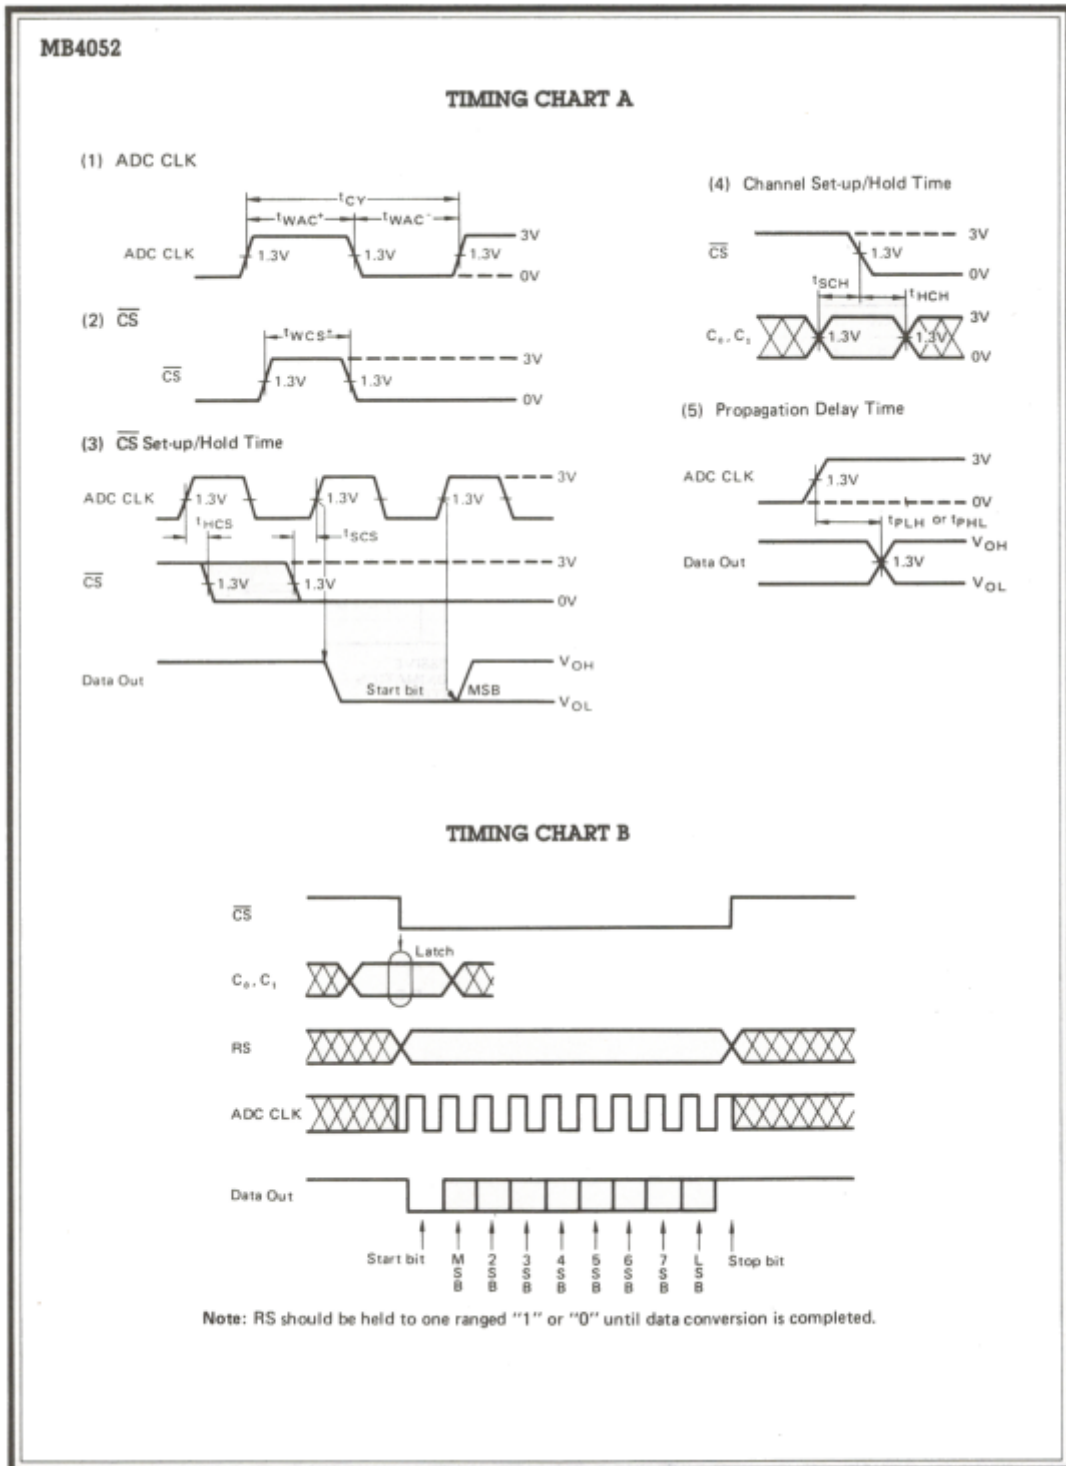 MB4052
TIMING CHART A
(1) ADC CLK
tCY
tWAC+ tWAC-
ADC CLK 1.3V 1.3V 1.3V 3V 0V
(2) C̅S̅
tWCS+
C̅S̅ 1.3V 1.3V 3V 0V
(3) C̅S̅ Set-up/Hold Time
ADC CLK 1.3V 1.3V 1.3V 3V
tHCS tSCS
C̅S̅ 1.3V 1.3V 3V 0V
Data Out Start bit MSB VOH VOL
(4) Channel Set-up/Hold Time
C̅S̅ 1.3V 3V 0V
tSCH tHCH
C₀, C₁ 1.3V 1.3V 3V 0V
(5) Propagation Delay Time
ADC CLK 1.3V 3V 0V
tPLH or tPHL
Data Out 1.3V VOH VOL
TIMING CHART B
C̅S̅
Latch
C₀, C₁
RS
ADC CLK
Data Out
Start bit MSB 2SB 3SB 4SB 5SB 6SB 7SB LSB Stop bit
Note: RS should be held to one ranged "1" or "0" until data conversion is completed.